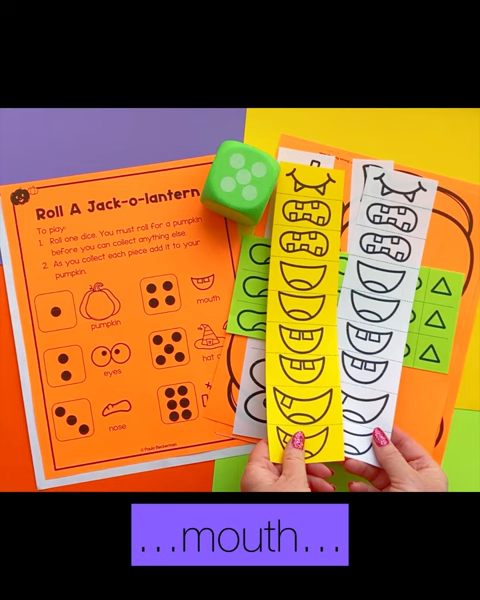 Roll A Jack-o-lantern
To play:
1. Roll one dice. You must roll for a pumpkin
before you can collect anything else.
2. As you collect each piece add it to your
pumpkin.
pumpkin
mouth
eyes
hat
nose
...mouth...